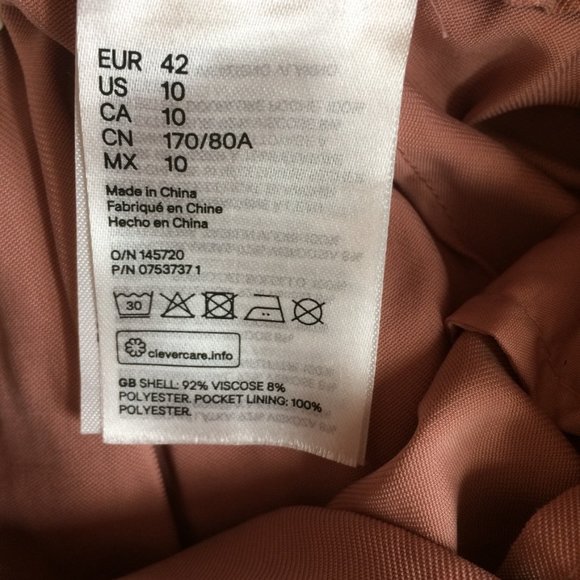 EUR 42
US 10
CA 10
CN 170/80A
MX 10
Made in China
Fabriqué en Chine
Hecho en China
O/N 145720
P/N 0753737 1
30
clevercare.info
GB SHELL: 92% VISCOSE 8%
POLYESTER. POCKET LINING: 100%
POLYESTER.